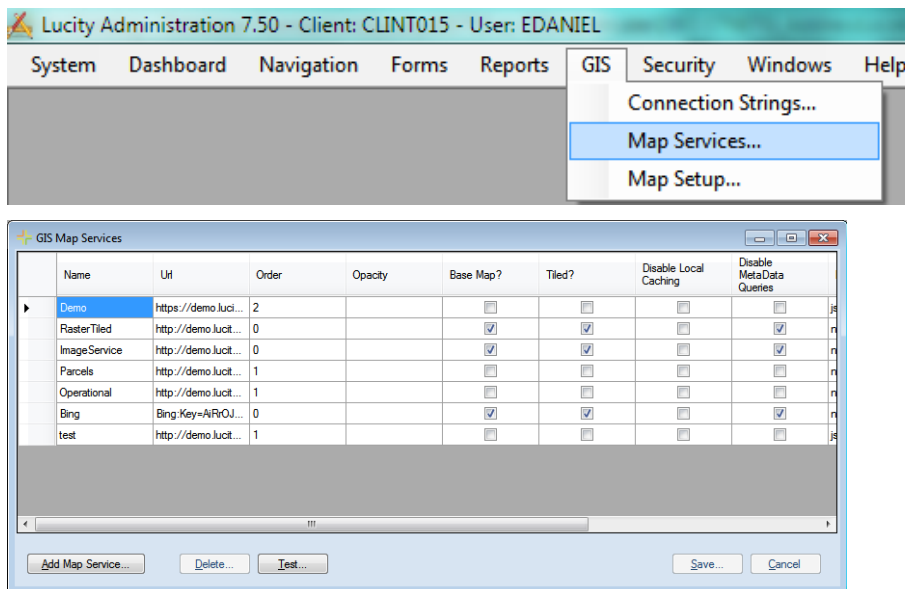 Lucity Administration 7.50 - Client: CLINT015 - User: EDANIEL
System Dashboard Navigation Forms Reports GIS Security Windows Help
Connection Strings...
Map Services...
Map Setup...
GIS Map Services
Name Url Order Opacity Base Map? Tiled? Disable Local Caching Disable MetaData Queries
Demo https://demo.luci... 2 js
RasterTiled http://demo.lucit... 0 n
ImageService http://demo.lucit... 0 n
Parcels http://demo.lucit... 1 n
Operational http://demo.lucit... 1 n
Bing Bing:Key=AiRrOJ... 0 n
test http://demo.lucit... 1 js
Add Map Service... Delete... Test... Save... Cancel